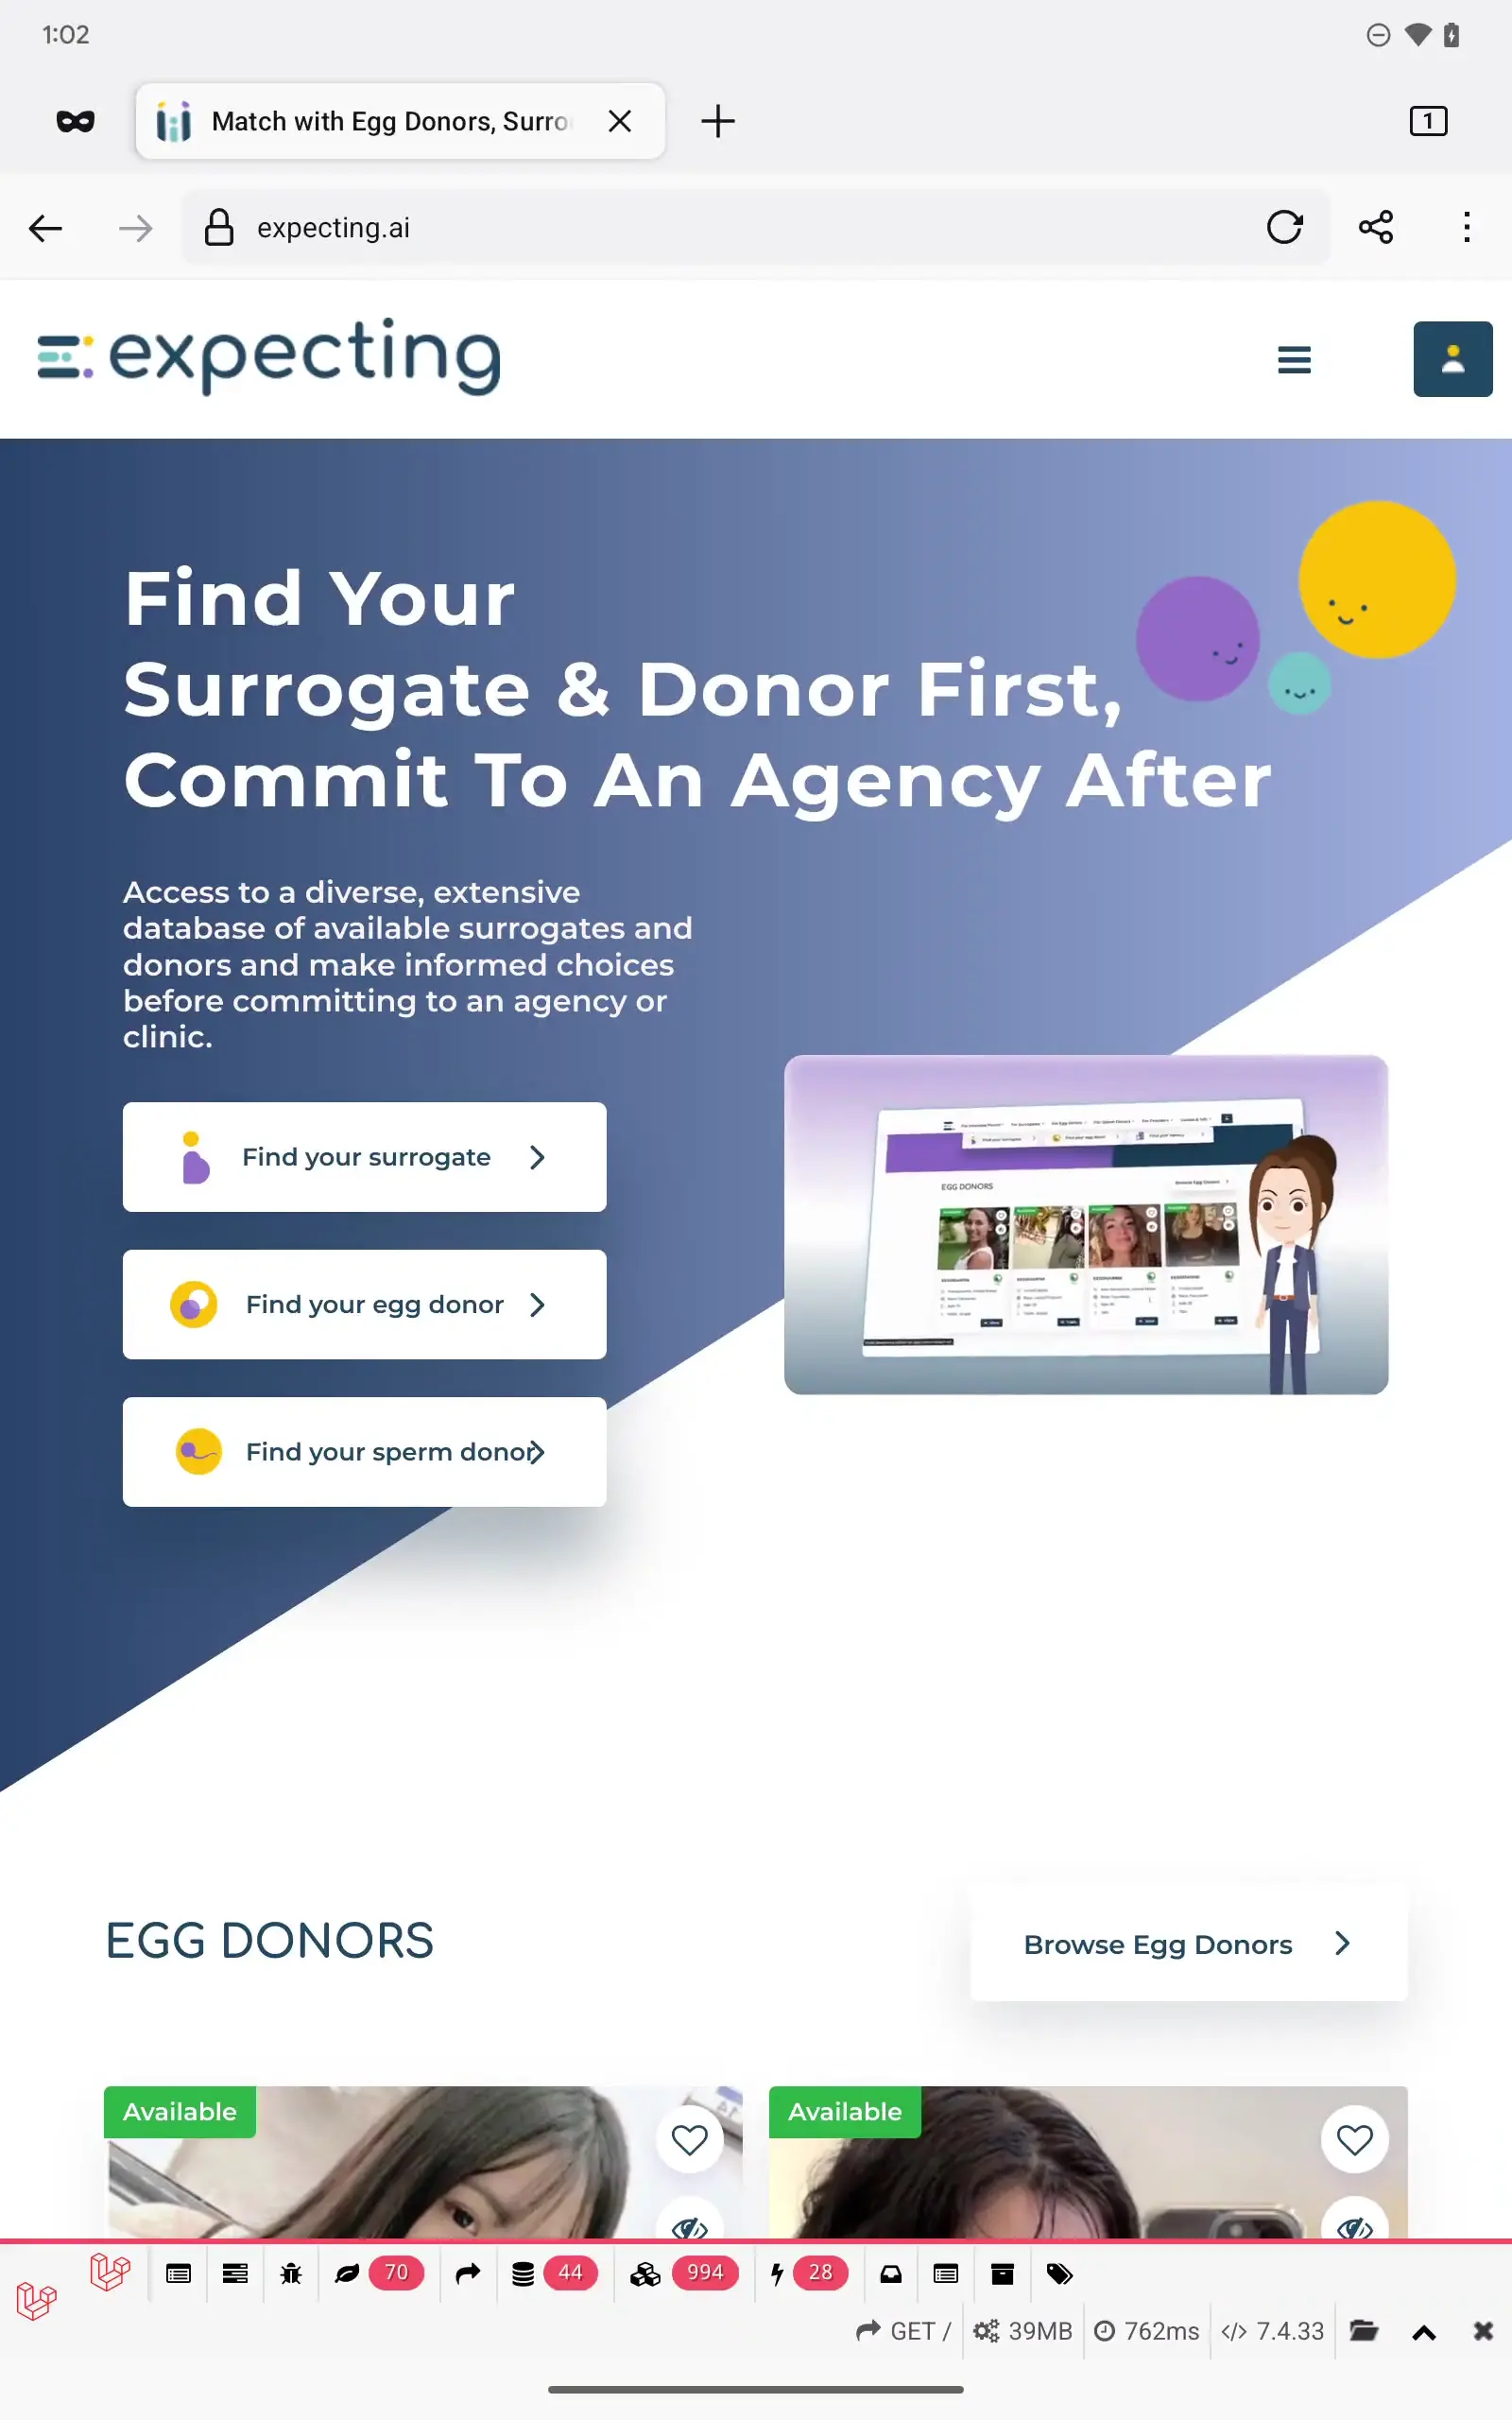 1:02
Match with Egg Donors, Surro
1
expecting.ai
expecting
Find Your
Surrogate & Donor First,
Commit To An Agency After
Access to a diverse, extensive
database of available surrogates and
donors and make informed choices
before committing to an agency or
clinic.
Find your surrogate
Find your egg donor
Find your sperm donor
EGG DONORS
EGG DONORS
Browse Egg Donors
Available
Available
70
44
994
28
GET /
39MB
762ms
7.4.33